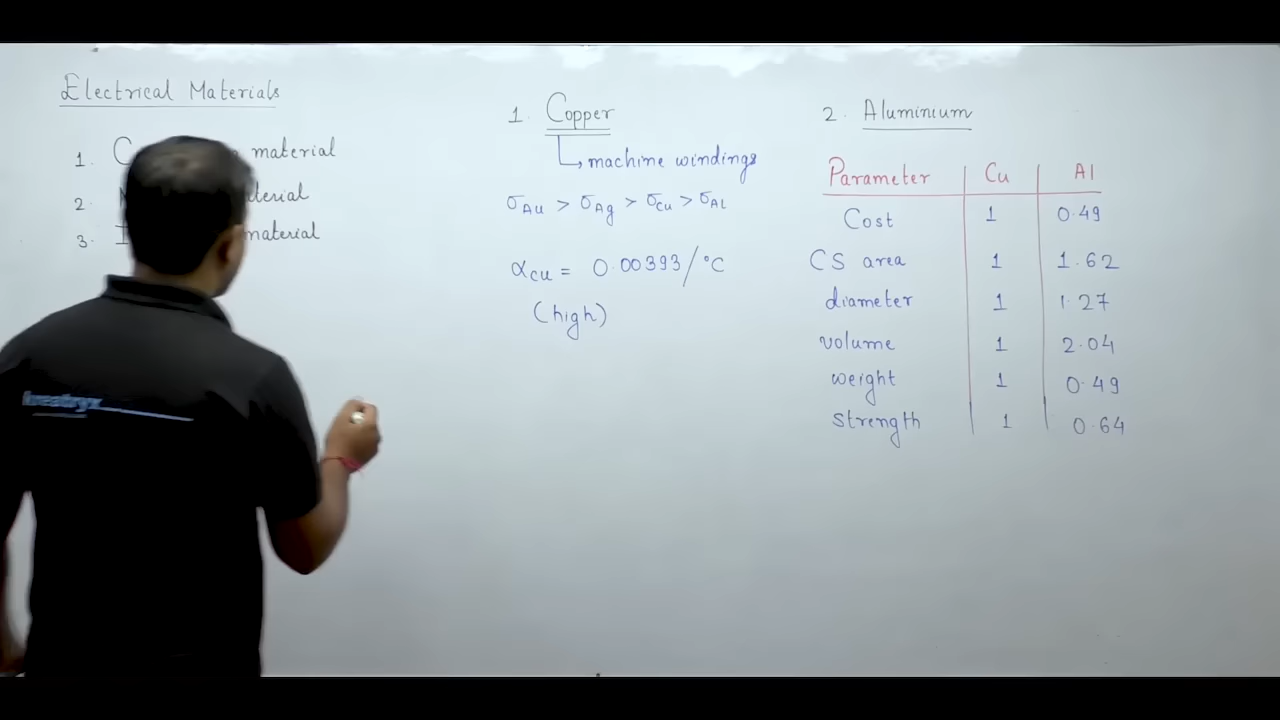 Electrical Materials
1. material
2.
3. material
1. Copper
↳ machine windings
σAu > σAg > σCu > σAL
αcu = 0.00393/°C
(high)
2. Aluminium
Parameter Cu Al
Cost 1 0.49
CS area 1 1.62
diameter 1 1.27
volume 1 2.04
weight 1 0.49
strength 1 0.64